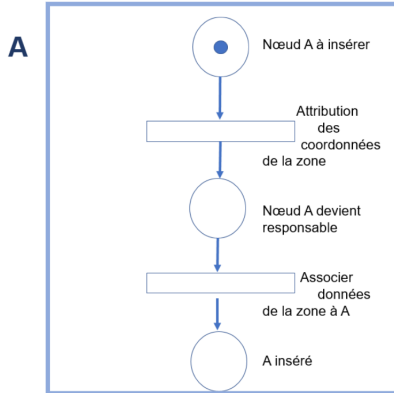 A
Nœud A à insérer
Attribution
des
coordonnées
de la zone
Nœud A devient
responsable
Associer
données
de la zone à A
A inséré